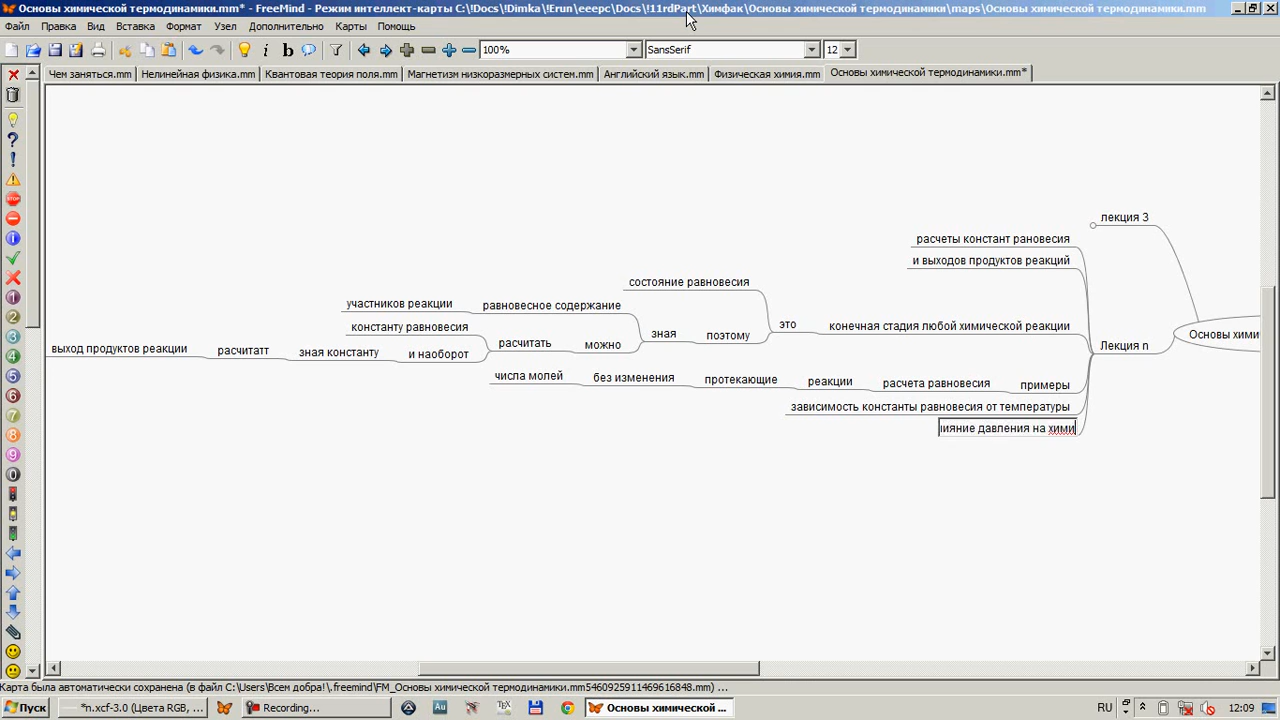 Основы химической термодинамики.mm* - FreeMind - Режим интеллект-карты C:\!Docs\!Dimka\!Erun\eeepc\Docs\!11rdPart\Химфак\Основы химической термодинамики\maps\Основы химической термодинамики.mm
Файл Правка Вид Вставка Формат Узел Дополнительно Карты Помощь
100% SansSerif 12
Чем заняться.mm Нелинейная физика.mm Квантовая теория поля.mm Магнетизм низкоразмерных систем.mm Английский язык.mm Физическая химия.mm Основы химической термодинамики.mm*
лекция 3
расчеты констант рановесия
и выходов продуктов реакций
состояние равновесия
участников реакции равновесное содержание
константу равновесия зная поэтому это конечная стадия любой химической реакции
выход продуктов реакции расчитатт зная константу и наоборот расчитать можно
Лекция n
Основы хими
числа молей без изменения протекающие реакции расчета равновесия примеры
зависимость константы равновесия от температуры
ияние давления на хими
Карта была автоматически сохранена (в файл C:\Users\Всем добра!\.freemind\FM_Основы химической термодинамики.mm5460925911469616848.mm) ...
Пуск *n.xcf-3.0 (Цвета RGB, ... Recording... Основы химической ... RU 12:09